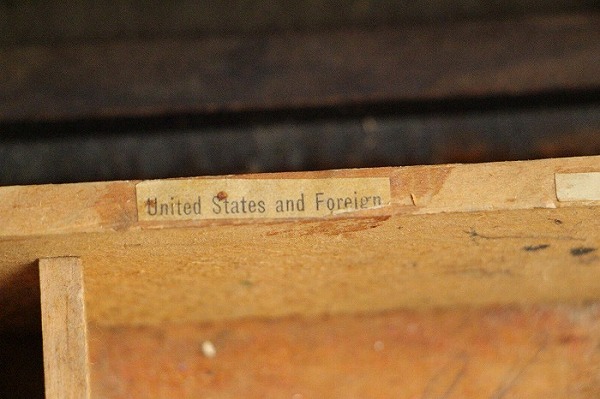 United States and Foreign